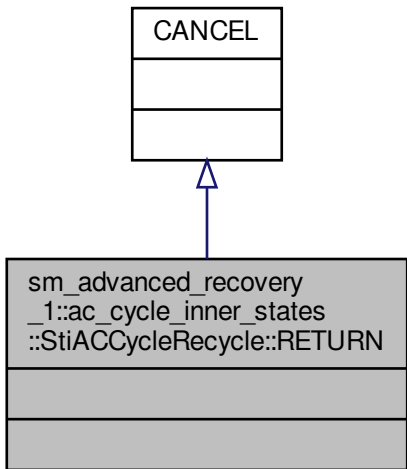 CANCEL
sm_advanced_recovery
_1::ac_cycle_inner_states
::StiACCycleRecycle::RETURN